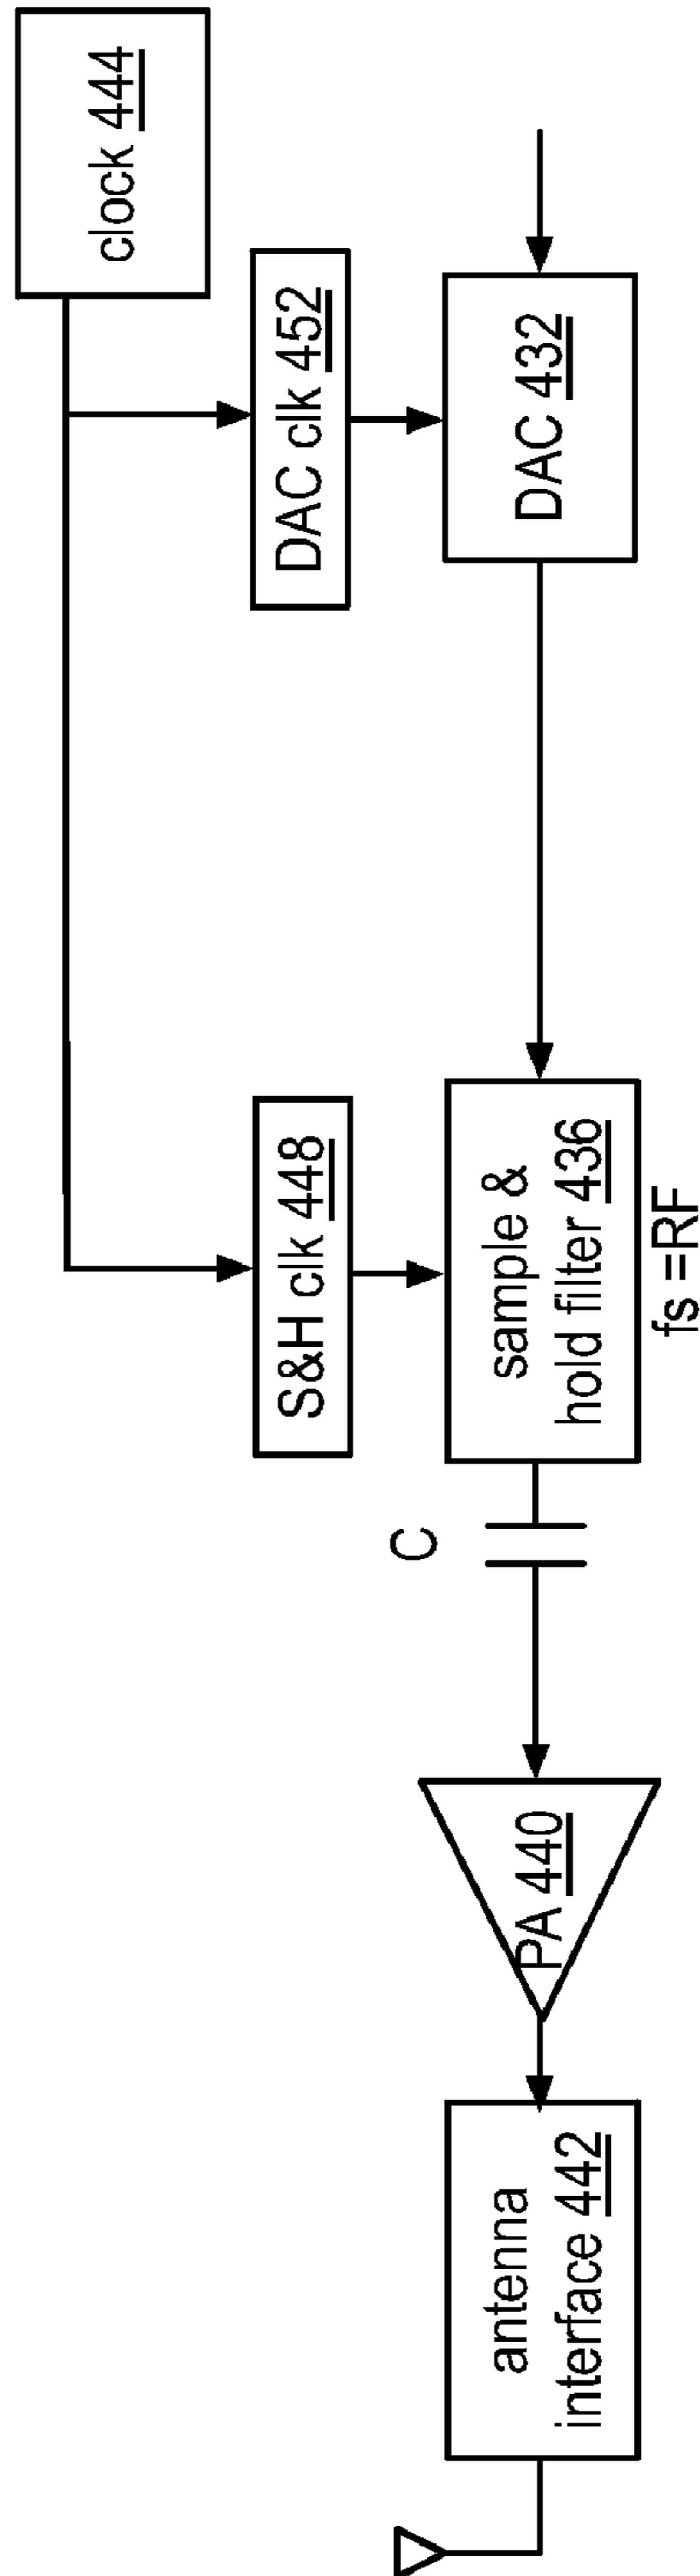 clock 444
S&H clk 448
DAC clk 452
C
antenna
interface 442
PA 440
sample &
hold filter 436
DAC 432
fs =RF